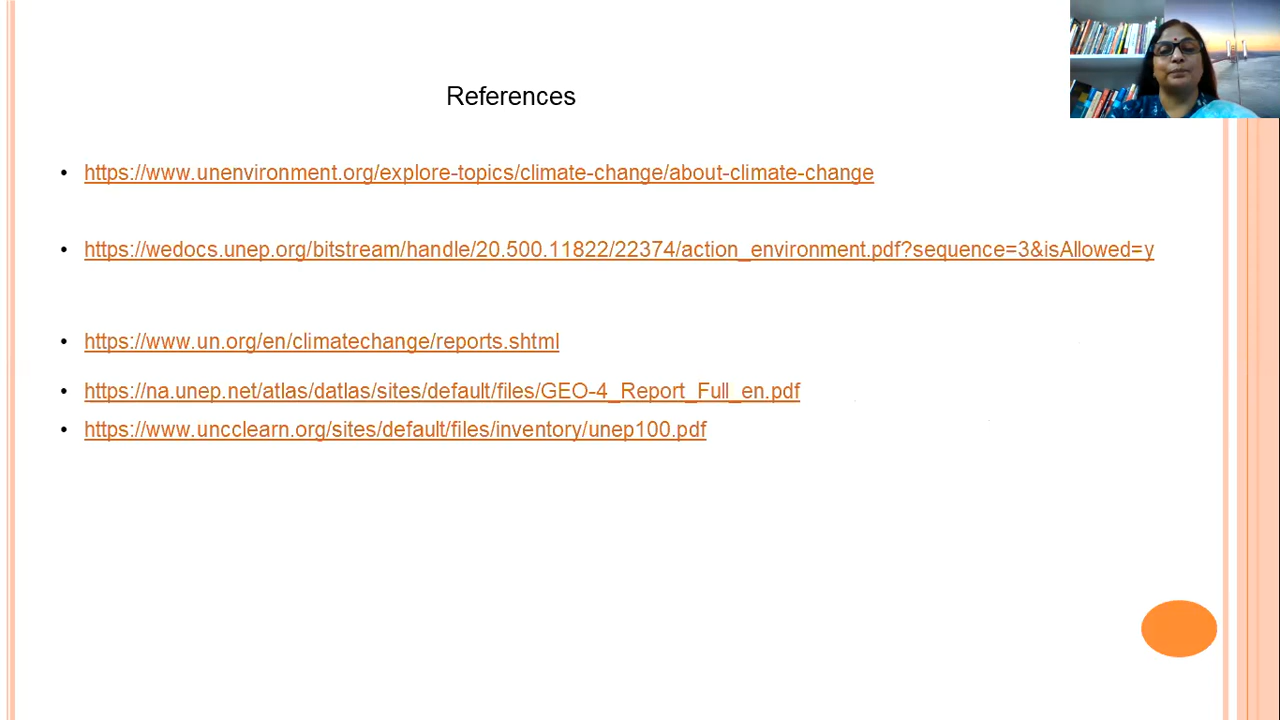 References
• https://www.unenvironment.org/explore-topics/climate-change/about-climate-change
• https://wedocs.unep.org/bitstream/handle/20.500.11822/22374/action_environment.pdf?sequence=3&isAllowed=y
• https://www.un.org/en/climatechange/reports.shtml
• https://na.unep.net/atlas/datlas/sites/default/files/GEO-4_Report_Full_en.pdf
• https://www.uncclearn.org/sites/default/files/inventory/unep100.pdf